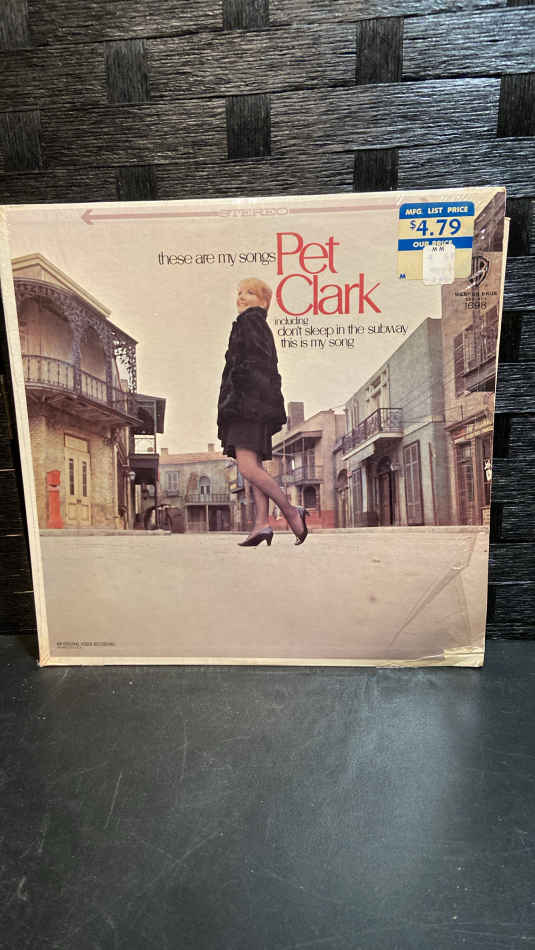 STEREO
MFG. LIST PRICE
$4.79
OUR PRICE
M M
M
these are my songs Pet
Clark
including
don't sleep in the subway
this is my song
1698